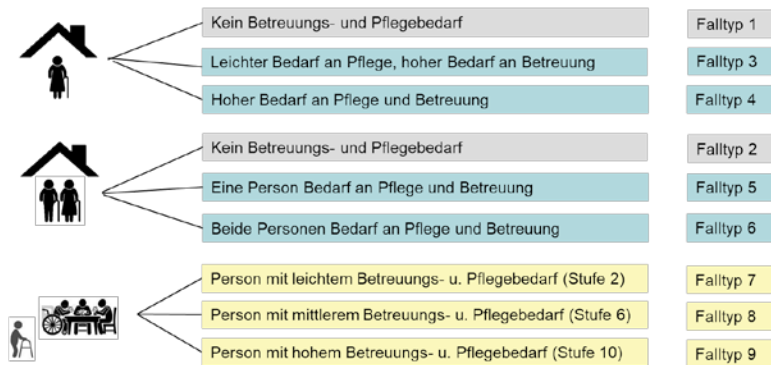 Kein Betreuungs- und Pflegebedarf Falltyp 1
Leichter Bedarf an Pflege, hoher Bedarf an Betreuung Falltyp 3
Hoher Bedarf an Pflege und Betreuung Falltyp 4
Kein Betreuungs- und Pflegebedarf Falltyp 2
Eine Person Bedarf an Pflege und Betreuung Falltyp 5
Beide Personen Bedarf an Pflege und Betreuung Falltyp 6
Person mit leichtem Betreuungs- u. Pflegebedarf (Stufe 2) Falltyp 7
Person mit mittlerem Betreuungs- u. Pflegebedarf (Stufe 6) Falltyp 8
Person mit hohem Betreuungs- u. Pflegebedarf (Stufe 10) Falltyp 9